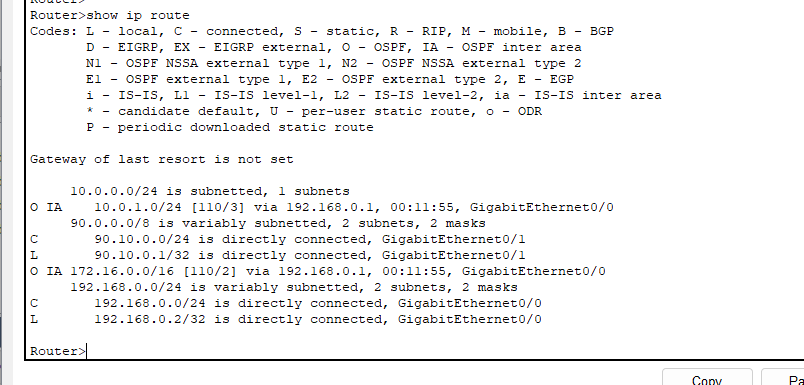 Router>show ip route
Codes: L - local, C - connected, S - static, R - RIP, M - mobile, B - BGP
D - EIGRP, EX - EIGRP external, O - OSPF, IA - OSPF inter area
N1 - OSPF NSSA external type 1, N2 - OSPF NSSA external type 2
E1 - OSPF external type 1, E2 - OSPF external type 2, E - EGP
i - IS-IS, L1 - IS-IS level-1, L2 - IS-IS level-2, ia - IS-IS inter area
* - candidate default, U - per-user static route, o - ODR
P - periodic downloaded static route
Gateway of last resort is not set
10.0.0.0/24 is subnetted, 1 subnets
O IA 10.0.1.0/24 [110/3] via 192.168.0.1, 00:11:55, GigabitEthernet0/0
90.0.0.0/8 is variably subnetted, 2 subnets, 2 masks
C 90.10.0.0/24 is directly connected, GigabitEthernet0/1
L 90.10.0.1/32 is directly connected, GigabitEthernet0/1
O IA 172.16.0.0/16 [110/2] via 192.168.0.1, 00:11:55, GigabitEthernet0/0
192.168.0.0/24 is variably subnetted, 2 subnets, 2 masks
C 192.168.0.0/24 is directly connected, GigabitEthernet0/0
L 192.168.0.2/32 is directly connected, GigabitEthernet0/0
Router>
Copy Pa